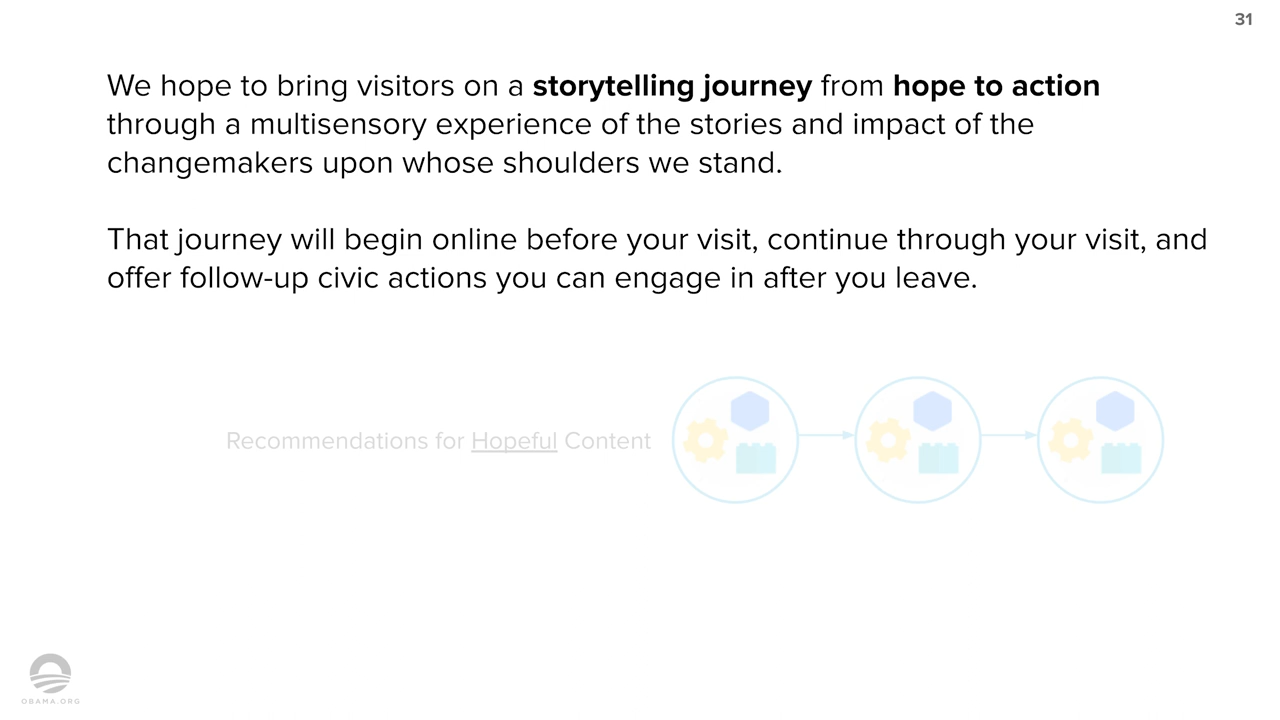 31
We hope to bring visitors on a storytelling journey from hope to action
through a multisensory experience of the stories and impact of the
changemakers upon whose shoulders we stand.
That journey will begin online before your visit, continue through your visit, and
offer follow-up civic actions you can engage in after you leave.
Recommendations for Hopeful Content
OBAMA.ORG